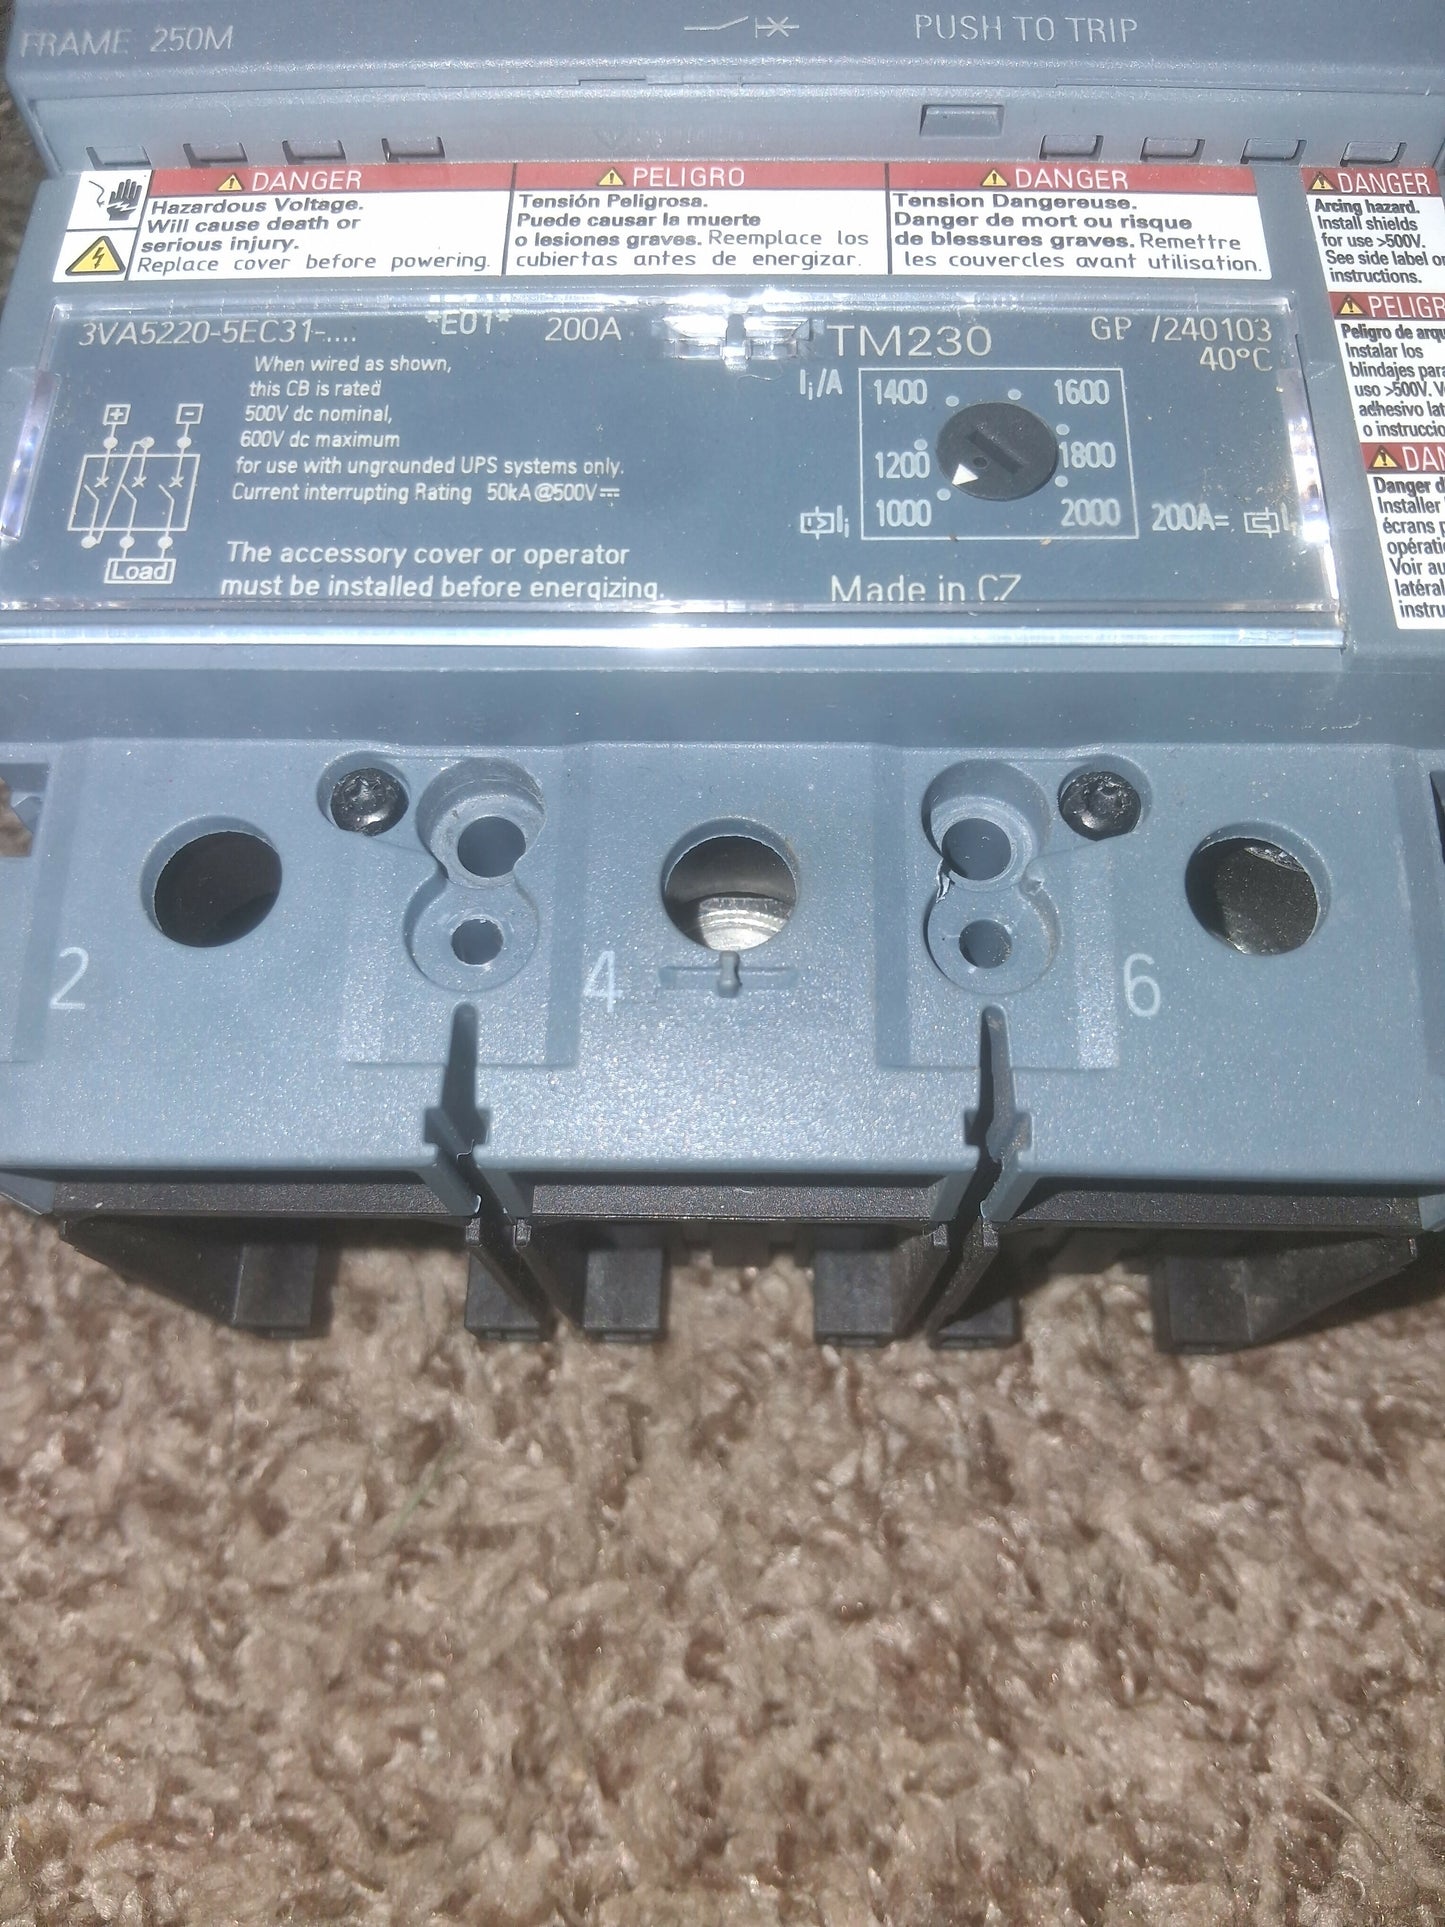 FRAME 250M
PUSH TO TRIP
DANGER
Hazardous Voltage.
Will cause death or
serious injury.
Replace cover before powering.
PELIGRO
Tensión Peligrosa.
Puede causar la muerte
o lesiones graves. Reemplace los
cubiertas antes de energizar.
DANGER
Tension Dangereuse.
Danger de mort ou risque
de blessures graves. Remettre
les couvercles avant utilisation.
DANGER
Arcing hazard.
Install shields
for use >500V.
See side label or
instructions.
PELIGR
Peligro de
Instalar los
blindajes para
uso >500V.
adhesivo
o
DAN
Danger d
Installer
écrans p
Voir au
3VA5220-5EC31-....
*E01*
200A
When wired as shown,
this CB is rated
500V dc nominal,
600V dc maximum
for use with ungrounded UPS systems only.
Current interrupting Rating 50kA@500V
The accessory cover or operator
must be installed before energizing.
+
-
Load
TM230
GP /240103
40°C
Ii/A
1400
1600
1200
1800
1000
2000
Ii
200A=
Made in CZ
2
4
6